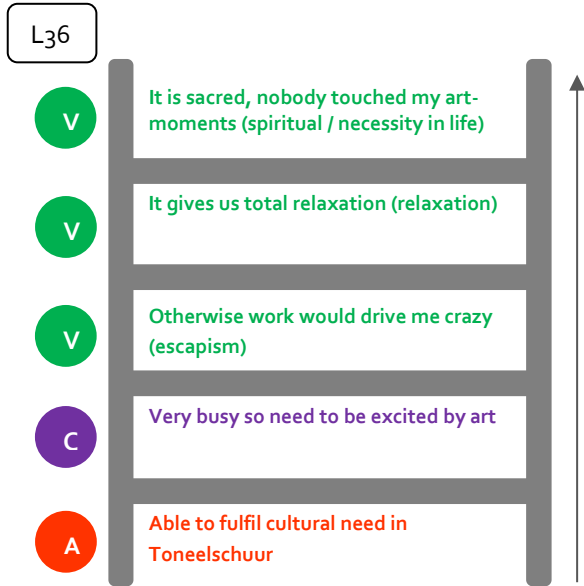 L36
V
It is sacred, nobody touched my art-
moments (spiritual / necessity in life)
V
It gives us total relaxation (relaxation)
V
Otherwise work would drive me crazy
(escapism)
C
Very busy so need to be excited by art
A
Able to fulfil cultural need in
Toneelschuur